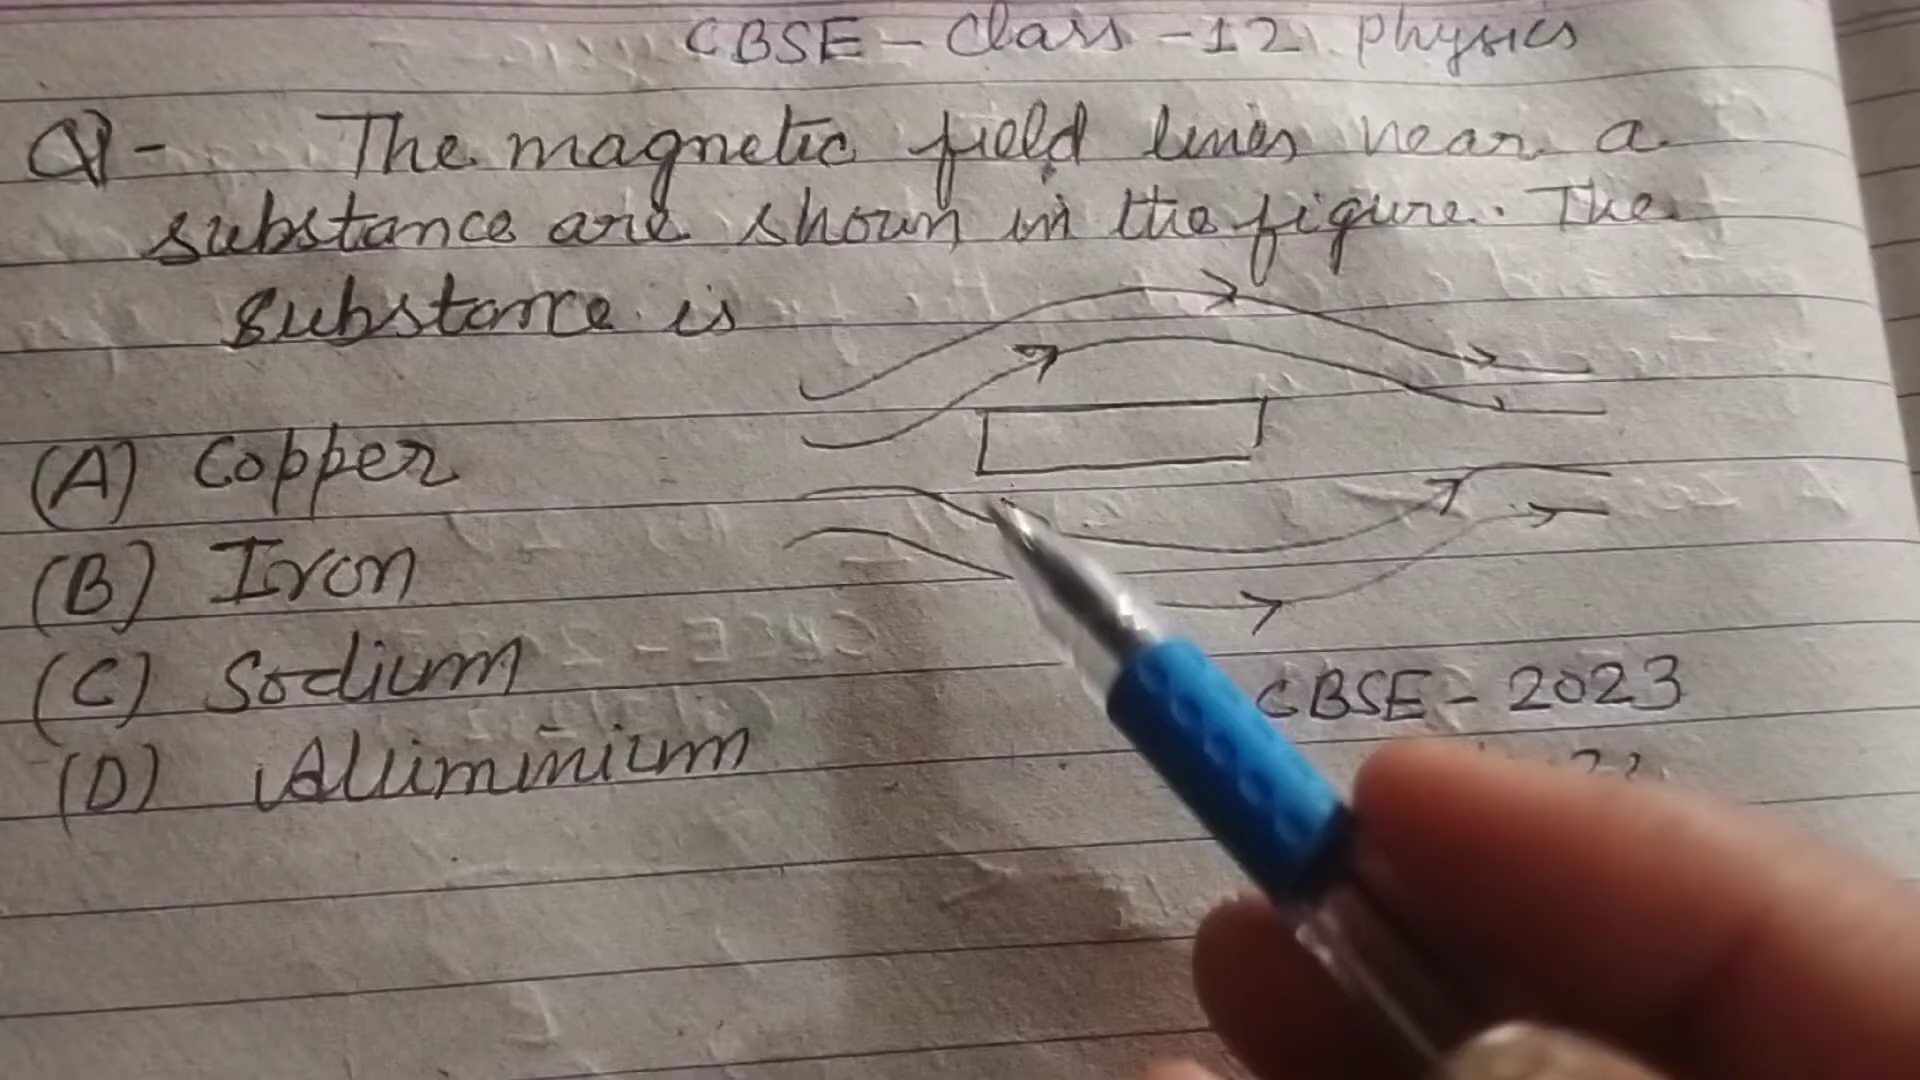 CBSE - Class - 12 Physics
Q - The magnetic field lines near a
substance are shown in the figure. The
substance is
(A) Copper
(B) Iron
(C) Sodium
(D) Aluminium
CBSE - 2023